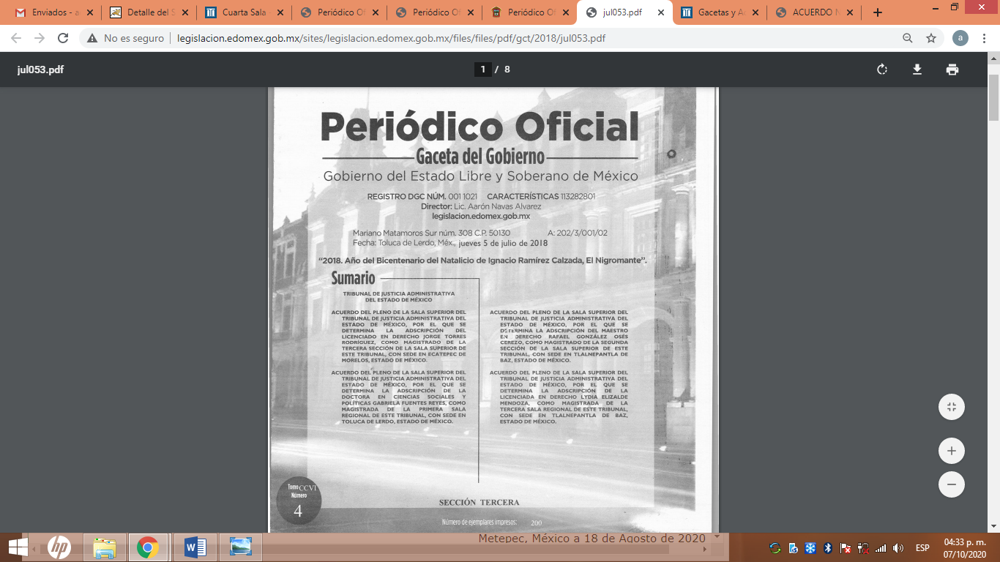 Enviados - a
Detalle del S
Cuarta Sala
Periódico Of
Periódico Of
Periódico Of
jul053.pdf
Gacetas y A
ACUERDO N
No es seguro
legislacion.edomex.gob.mx/sites/legislacion.edomex.gob.mx/files/files/pdf/gct/2018/jul053.pdf
a
jul053.pdf
1 / 8
Periódico Oficial
Gaceta del Gobierno
Gobierno del Estado Libre y Soberano de México
REGISTRO DGC NÚM. 001 1021 CARACTERÍSTICAS 113282801
Director: Lic. Aarón Navas Alvarez
legislacion.edomex.gob.mx
Mariano Matamoros Sur núm. 308 C.P. 50130 A: 202/3/001/02
Fecha: Toluca de Lerdo, Méx., jueves 5 de julio de 2018
“2018. Año del Bicentenario del Natalicio de Ignacio Ramírez Calzada, El Nigromante”.
Sumario
TRIBUNAL DE JUSTICIA ADMINISTRATIVA
DEL ESTADO DE MÉXICO
ACUERDO DEL PLENO DE LA SALA SUPERIOR DEL
TRIBUNAL DE JUSTICIA ADMINISTRATIVA DEL
ESTADO DE MÉXICO, POR EL QUE SE
DETERMINA LA ADSCRIPCIÓN DEL
LICENCIADO EN DERECHO JORGE TORRES
RODRÍGUEZ, COMO MAGISTRADO DE LA
TERCERA SECCIÓN DE LA SALA SUPERIOR DE
ESTE TRIBUNAL, CON SEDE EN ECATEPEC DE
MORELOS, ESTADO DE MÉXICO.
ACUERDO DEL PLENO DE LA SALA SUPERIOR DEL
TRIBUNAL DE JUSTICIA ADMINISTRATIVA DEL
ESTADO DE MÉXICO, POR EL QUE SE
DETERMINA LA ADSCRIPCIÓN DE LA
DOCTORA EN CIENCIAS SOCIALES Y
POLÍTICAS GABRIELA FUENTES REYES, COMO
MAGISTRADA DE LA PRIMERA SALA
REGIONAL DE ESTE TRIBUNAL, CON SEDE EN
TOLUCA DE LERDO, ESTADO DE MÉXICO.
ACUERDO DEL PLENO DE LA SALA SUPERIOR DEL
TRIBUNAL DE JUSTICIA ADMINISTRATIVA DEL
ESTADO DE MÉXICO, POR EL QUE SE
DETERMINA LA ADSCRIPCIÓN DEL MAESTRO
EN DERECHO RAFAEL GONZÁLEZ OSÉS
CEREZO, COMO MAGISTRADO DE LA SEGUNDA
SECCIÓN DE LA SALA SUPERIOR DE ESTE
TRIBUNAL, CON SEDE EN TLALNEPANTLA DE
BAZ, ESTADO DE MÉXICO.
ACUERDO DEL PLENO DE LA SALA SUPERIOR DEL
TRIBUNAL DE JUSTICIA ADMINISTRATIVA DEL
ESTADO DE MÉXICO, POR EL QUE SE
DETERMINA LA ADSCRIPCIÓN DE LA
LICENCIADA EN DERECHO LYDIA ELIZALDE
MENDOZA, COMO MAGISTRADA DE LA
TERCERA SALA REGIONAL DE ESTE TRIBUNAL,
CON SEDE EN TLALNEPANTLA DE BAZ,
ESTADO DE MÉXICO.
Tomo CCVI
Número
4
SECCIÓN TERCERA
Número de ejemplares impresos: 200
Metepec, México a 18 de Agosto de 2020
ESP
04:33 p. m.
07/10/2020